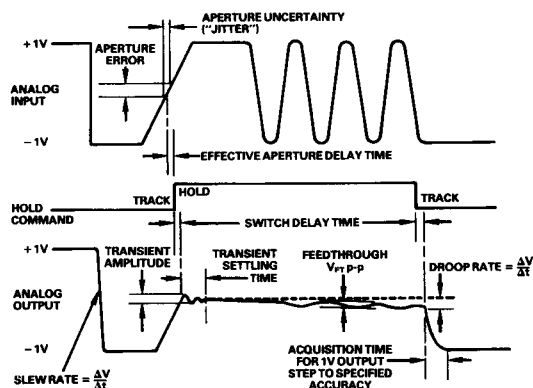 APERTURE UNCERTAINTY
("JITTER")
+1V
APERTURE
ERROR
ANALOG
INPUT
−1V
EFFECTIVE APERTURE DELAY TIME
HOLD
TRACK
TRACK
HOLD
COMMAND
SWITCH DELAY TIME
+1V
TRANSIENT
AMPLITUDE
TRANSIENT
SETTLING
TIME
FEEDTHROUGH
VFT p-p
DROOP RATE = ΔV/Δt
ANALOG
OUTPUT
−1V
ACQUISITION TIME
FOR 1V OUTPUT
STEP TO SPECIFIED
ACCURACY
SLEW RATE = ΔV/Δt